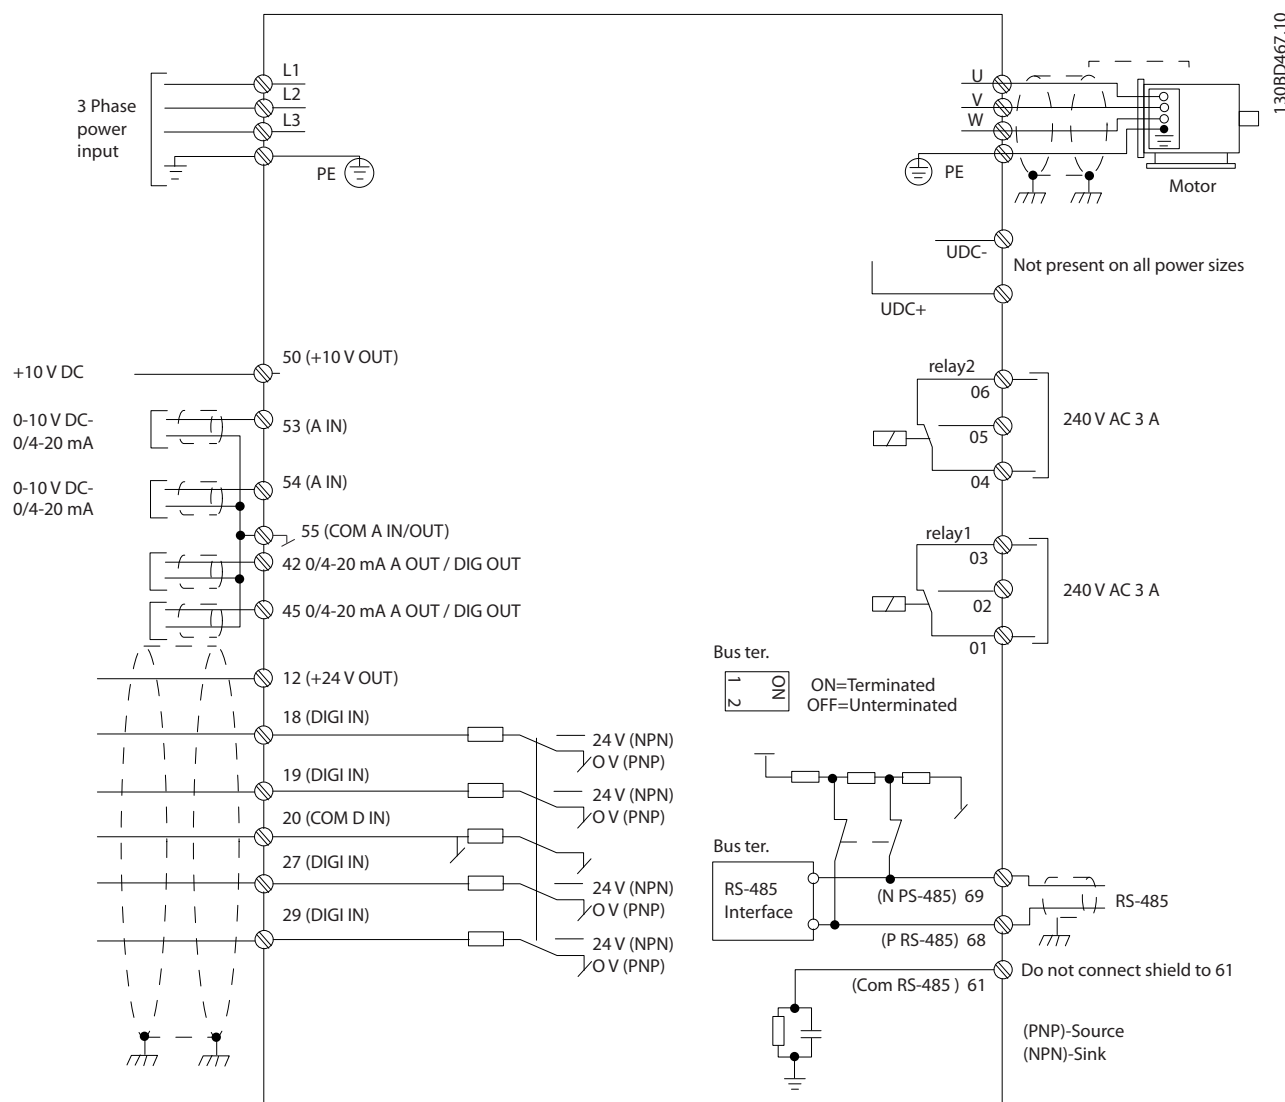 130BD467.10
3 Phase
power
input
L1
L2
L3
PE
U
V
W
PE
Motor
UDC-
Not present on all power sizes
UDC+
+10 V DC
50 (+10 V OUT)
0-10 V DC-
0/4-20 mA
53 (A IN)
0-10 V DC-
0/4-20 mA
54 (A IN)
55 (COM A IN/OUT)
42 0/4-20 mA A OUT / DIG OUT
45 0/4-20 mA A OUT / DIG OUT
12 (+24 V OUT)
18 (DIGI IN)
24 V (NPN)
O V (PNP)
19 (DIGI IN)
24 V (NPN)
O V (PNP)
20 (COM D IN)
27 (DIGI IN)
24 V (NPN)
O V (PNP)
29 (DIGI IN)
24 V (NPN)
O V (PNP)
relay2
06
05
04
240 V AC 3 A
relay1
03
02
01
240 V AC 3 A
Bus ter.
1
2
ON
ON=Terminated
OFF=Unterminated
Bus ter.
RS-485
Interface
(N PS-485) 69
RS-485
(P RS-485) 68
(Com RS-485 ) 61
Do not connect shield to 61
(PNP)-Source
(NPN)-Sink